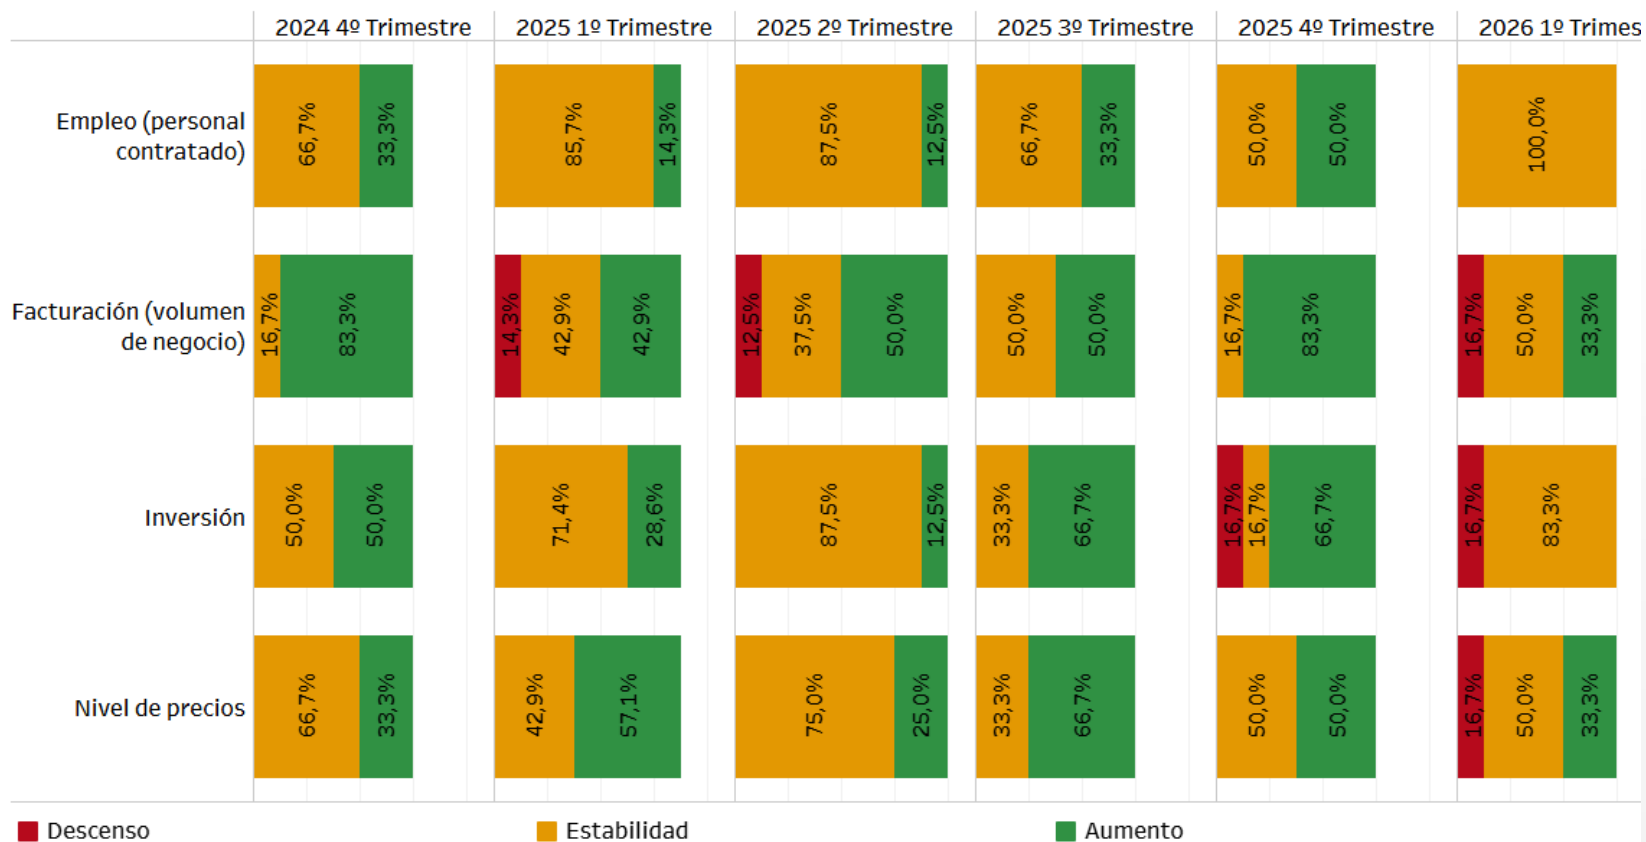 2024 4º Trimestre 2025 1º Trimestre 2025 2º Trimestre 2025 3º Trimestre 2025 4º Trimestre 2026 1º Trimes
Empleo (personal
contratado)
66,7% 33,3% 85,7% 14,3% 87,5% 12,5% 66,7% 33,3% 50,0% 50,0% 100,0%
Facturación (volumen
de negocio)
16,7% 83,3% 14,3% 42,9% 42,9% 12,5% 37,5% 50,0% 50,0% 50,0% 16,7% 83,3% 16,7% 50,0% 33,3%
Inversión
50,0% 50,0% 71,4% 28,6% 87,5% 12,5% 33,3% 66,7% 16,7% 16,7% 66,7% 16,7% 83,3%
Nivel de precios
66,7% 33,3% 42,9% 57,1% 75,0% 25,0% 33,3% 66,7% 50,0% 50,0% 16,7% 50,0% 33,3%
Descenso Estabilidad Aumento